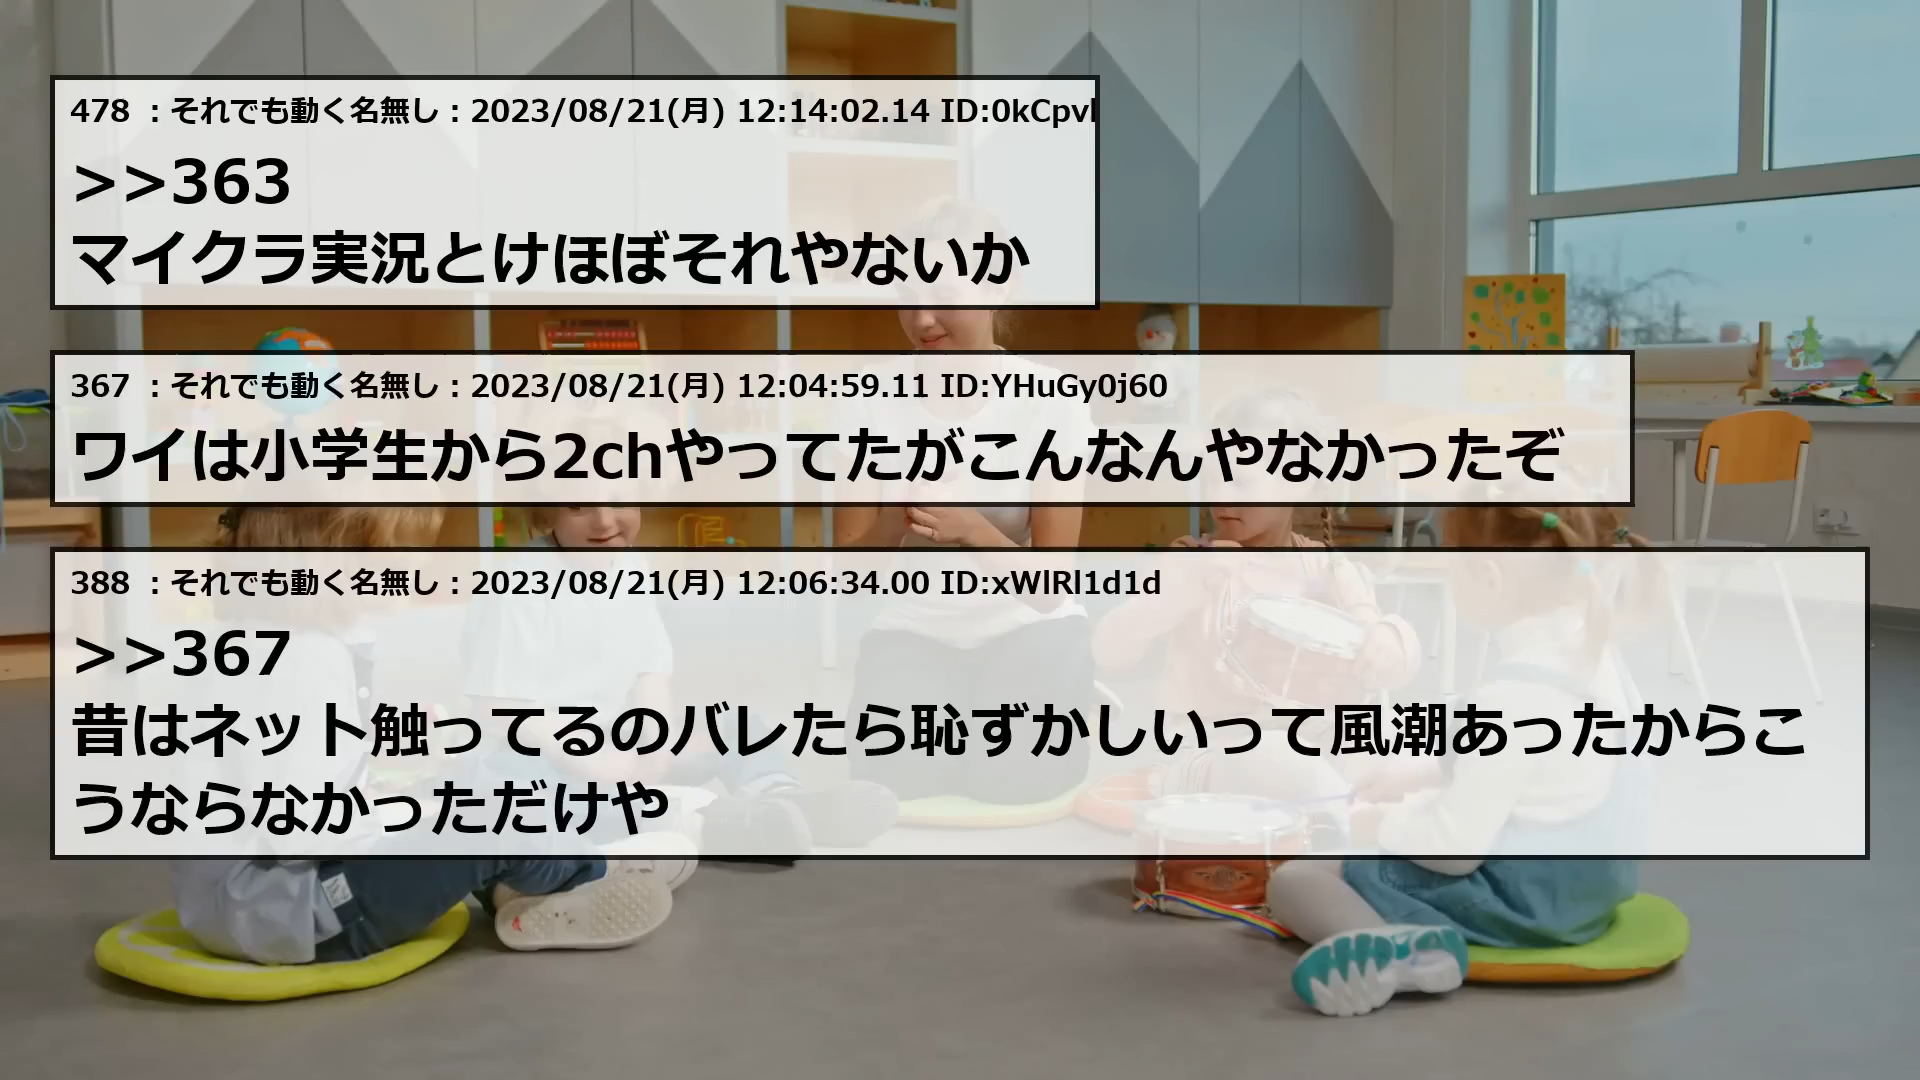 478 ：それでも動く名無し：2023/08/21(月) 12:14:02.14 ID:0kCpv
>>363
マイクラ実況とけほぼそれやないか
367 ：それでも動く名無し：2023/08/21(月) 12:04:59.11 ID:YHuGy0j60
ワイは小学生から2chやってたがこんなんやなかったぞ
388 ：それでも動く名無し：2023/08/21(月) 12:06:34.00 ID:xWlRl1d1d
>>367
昔はネット触ってるのバレたら恥ずかしいって風潮あったからこ
うならなかっただけや